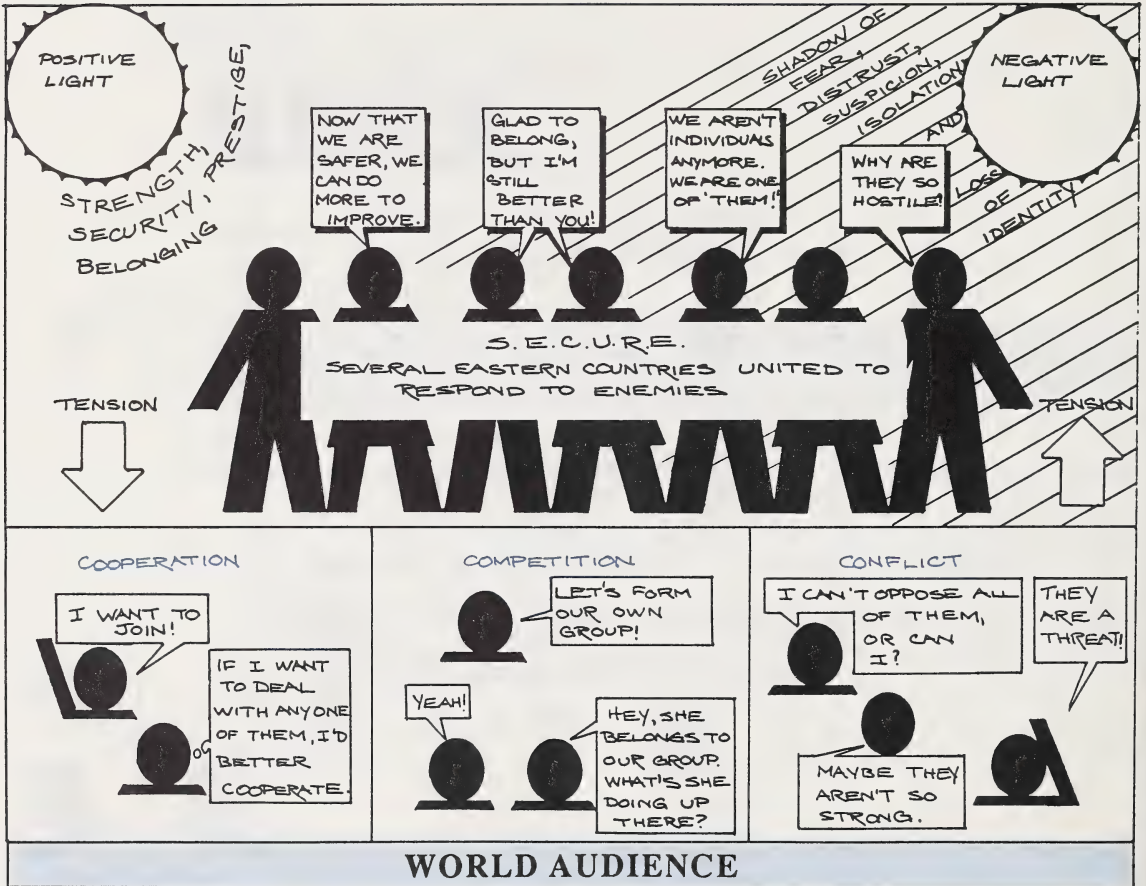 POSITIVE
LIGHT
STRENGTH,
SECURITY, PRESTIGE,
BELONGING
NOW THAT
WE ARE
SAFER, WE
CAN DO
MORE TO
IMPROVE.
GLAD TO
BELONG,
BUT I'M
STILL
BETTER
THAN YOU!
WE AREN'T
INDIVIDUALS
ANYMORE.
WE ARE ONE
OF "THEM!"
WHY ARE
THEY SO
HOSTILE!
SHADOW OF
FEAR,
DISTRUST,
SUSPICION,
ISOLATION
AND
LOSS
OF
IDENTITY
NEGATIVE
LIGHT
S.E.C.U.R.E.
SEVERAL EASTERN COUNTRIES UNITED TO
RESPOND TO ENEMIES
TENSION
TENSION
COOPERATION
I WANT TO
JOIN!
IF I WANT
TO DEAL
WITH ANYONE
OF THEM, I'D
BETTER
COOPERATE.
COMPETITION
LET'S FORM
OUR OWN
GROUP!
YEAH!
HEY, SHE
BELONGS TO
OUR GROUP.
WHAT'S SHE
DOING UP
THERE?
CONFLICT
I CAN'T OPPOSE ALL
OF THEM,
OR CAN
I?
THEY
ARE A
THREAT!
MAYBE THEY
AREN'T SO
STRONG.
WORLD AUDIENCE